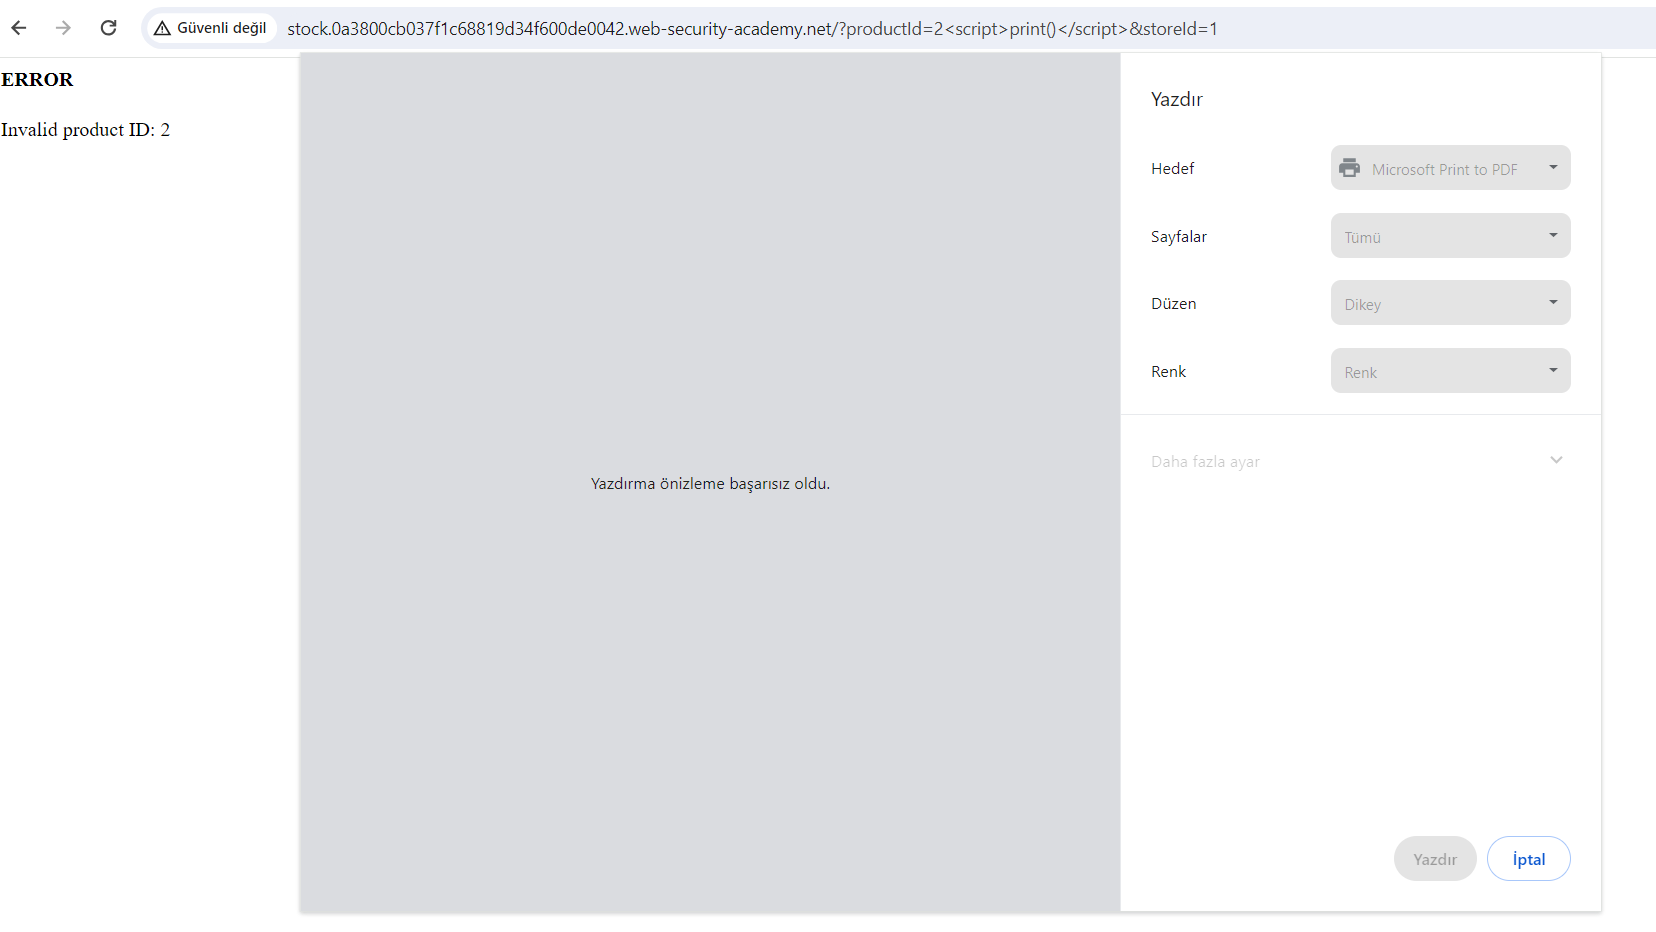 Güvenli değil
stock.0a3800cb037f1c68819d34f600de0042.web-security-academy.net/?productId=2<script>print()</script>&storeId=1
ERROR
Invalid product ID: 2
Yazdırma önizleme başarısız oldu.
Yazdır
Hedef
Microsoft Print to PDF
Sayfalar
Tümü
Düzen
Dikey
Renk
Renk
Daha fazla ayar
Yazdır
İptal